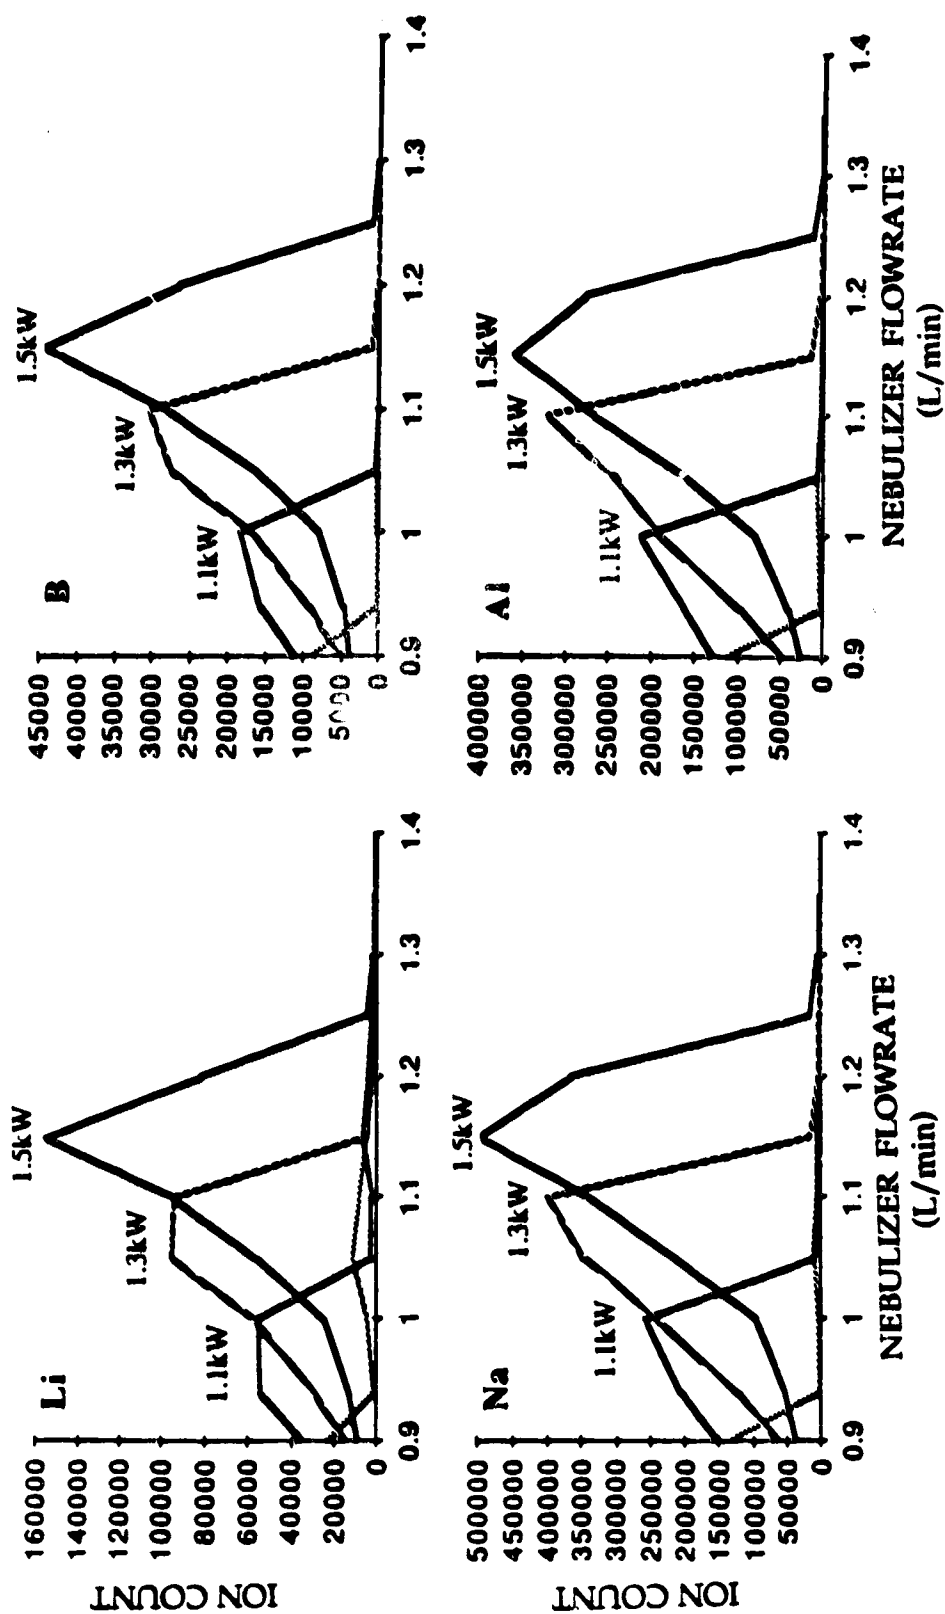 Li
160000
140000
120000
100000
80000
60000
40000
20000
0
ION COUNT
1.5kW
1.3kW
1.1kW
0.9
1
1.1
1.2
1.3
1.4
B
45000
40000
35000
30000
25000
20000
15000
5000
0
1.5kW
1.3kW
1.1kW
0.9
1
1.1
1.2
1.3
1.4
10000
Na
500000
450000
400000
350000
300000
250000
200000
150000
100000
50000
0
ION COUNT
1.5kW
1.3kW
1.1kW
0.9
1
1.1
1.2
1.3
1.4
NEBULIZER FLOWRATE
(L/min)
Al
400000
350000
300000
250000
200000
150000
100000
50000
0
1.5kW
1.3kW
1.1kW
0.9
1
1.1
1.2
1.3
1.4
NEBULIZER FLOWRATE
(L/min)